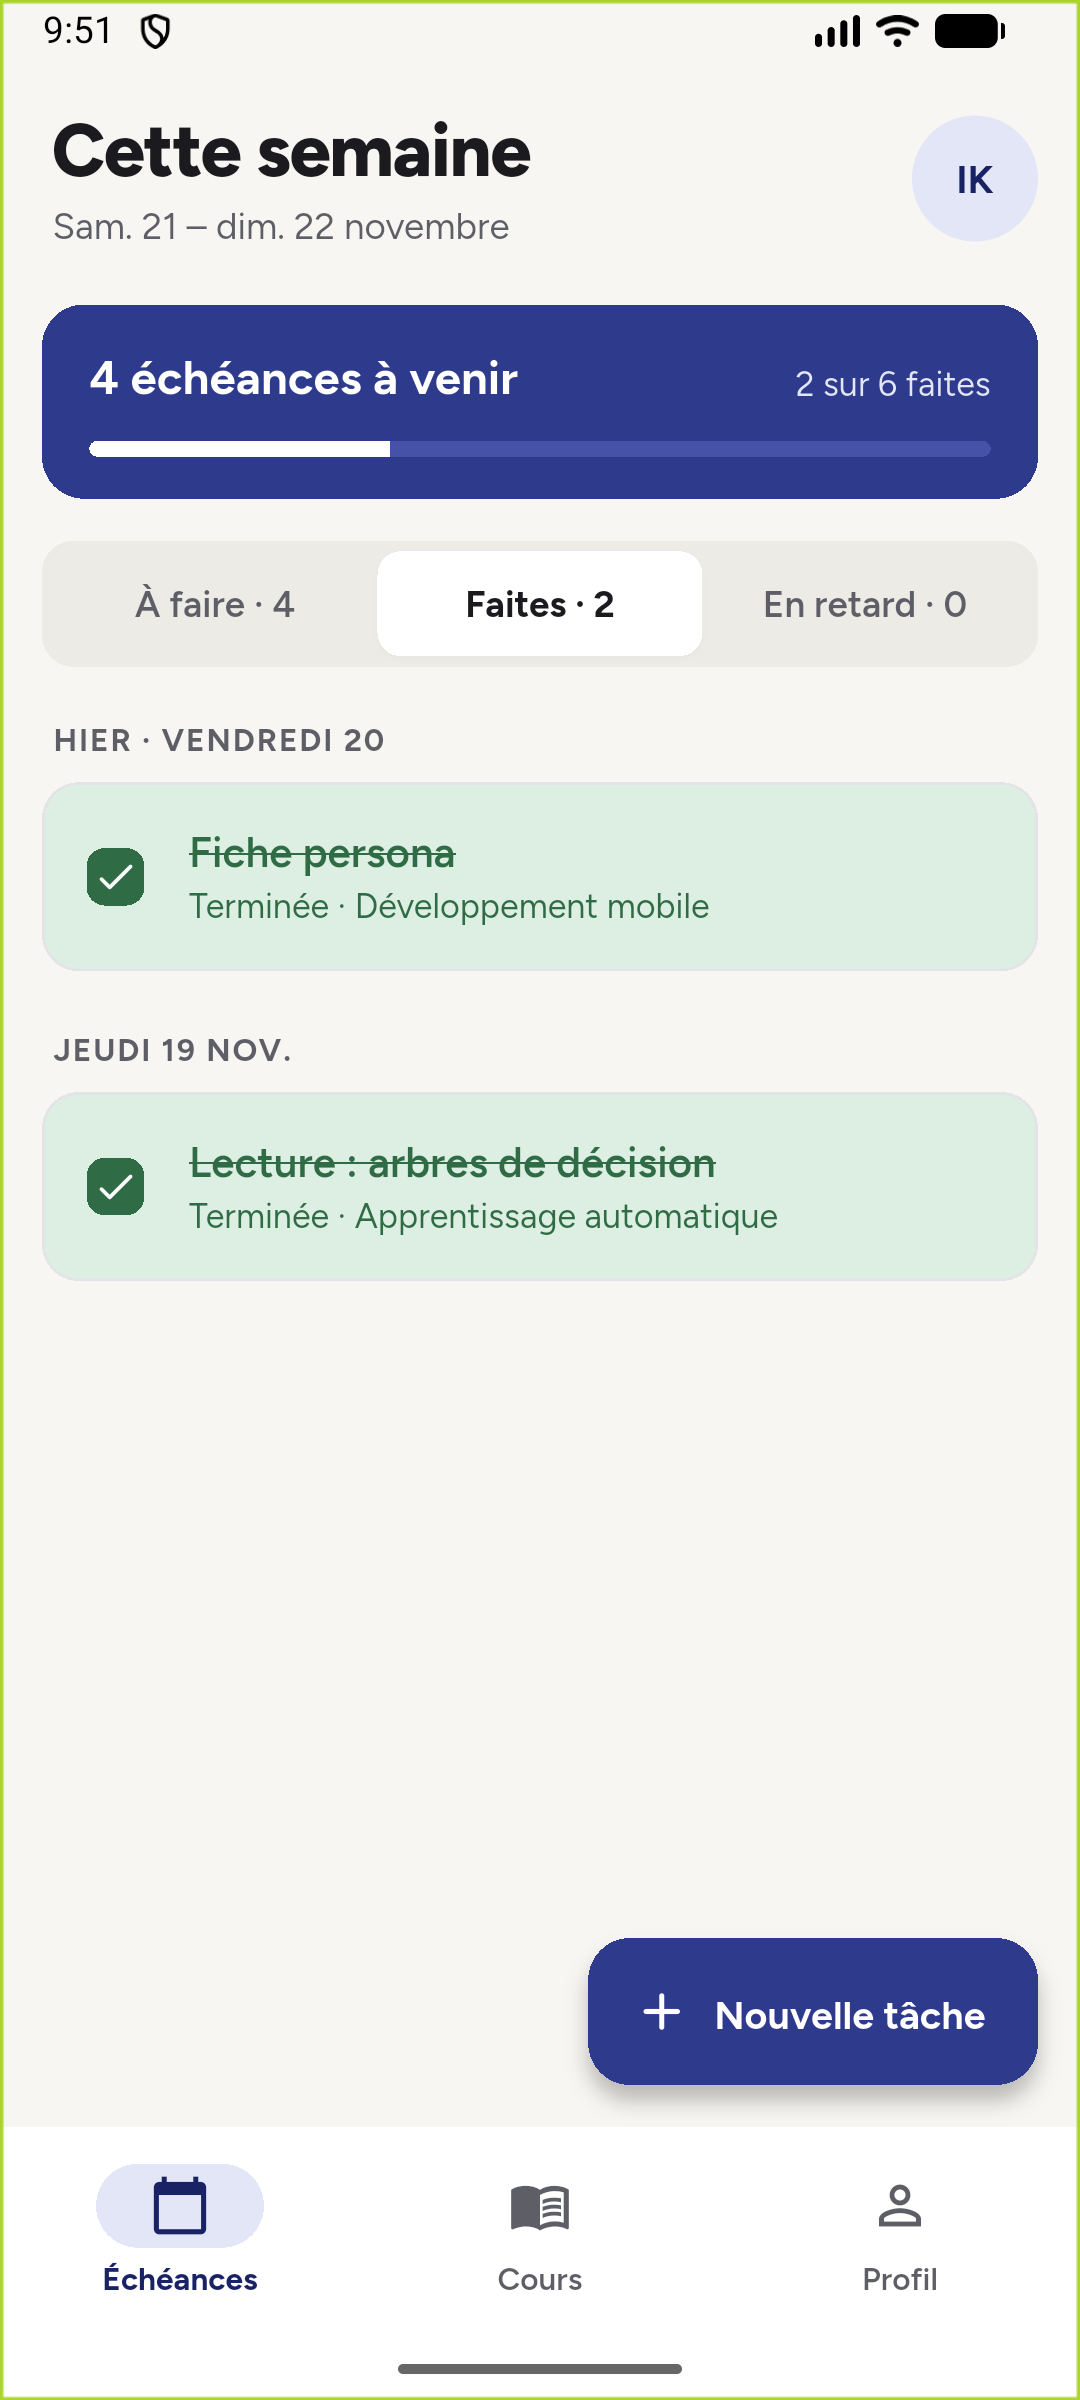 9:51
Cette semaine
IK
Sam. 21 – dim. 22 novembre
4 échéances à venir
2 sur 6 faites
À faire · 4
Faites · 2
En retard · 0
HIER · VENDREDI 20
Fiche persona
Terminée · Développement mobile
JEUDI 19 NOV.
Lecture : arbres de décision
Terminée · Apprentissage automatique
Nouvelle tâche
Échéances
Cours
Profil